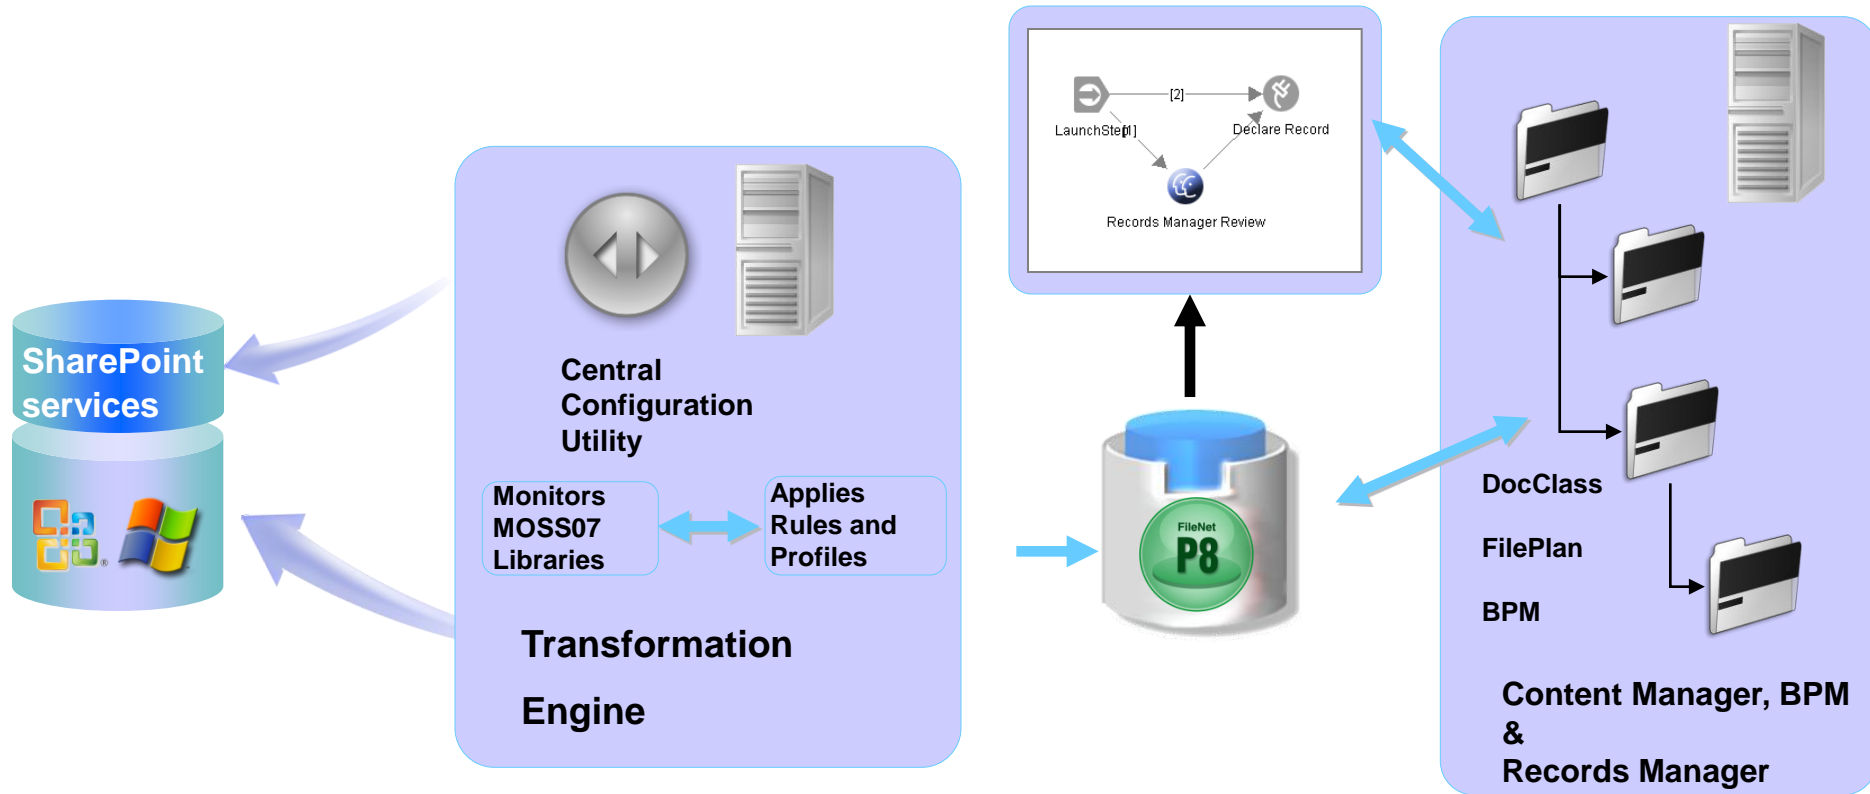 SharePoint
services
Central
Configuration
Utility
Monitors
MOSS07
Libraries
Applies
Rules and
Profiles
Transformation
Engine
[2]
LaunchStep
[1]
Declare Record
Records Manager Review
FileNet
P8
DocClass
FilePlan
BPM
Content Manager, BPM
&
Records Manager